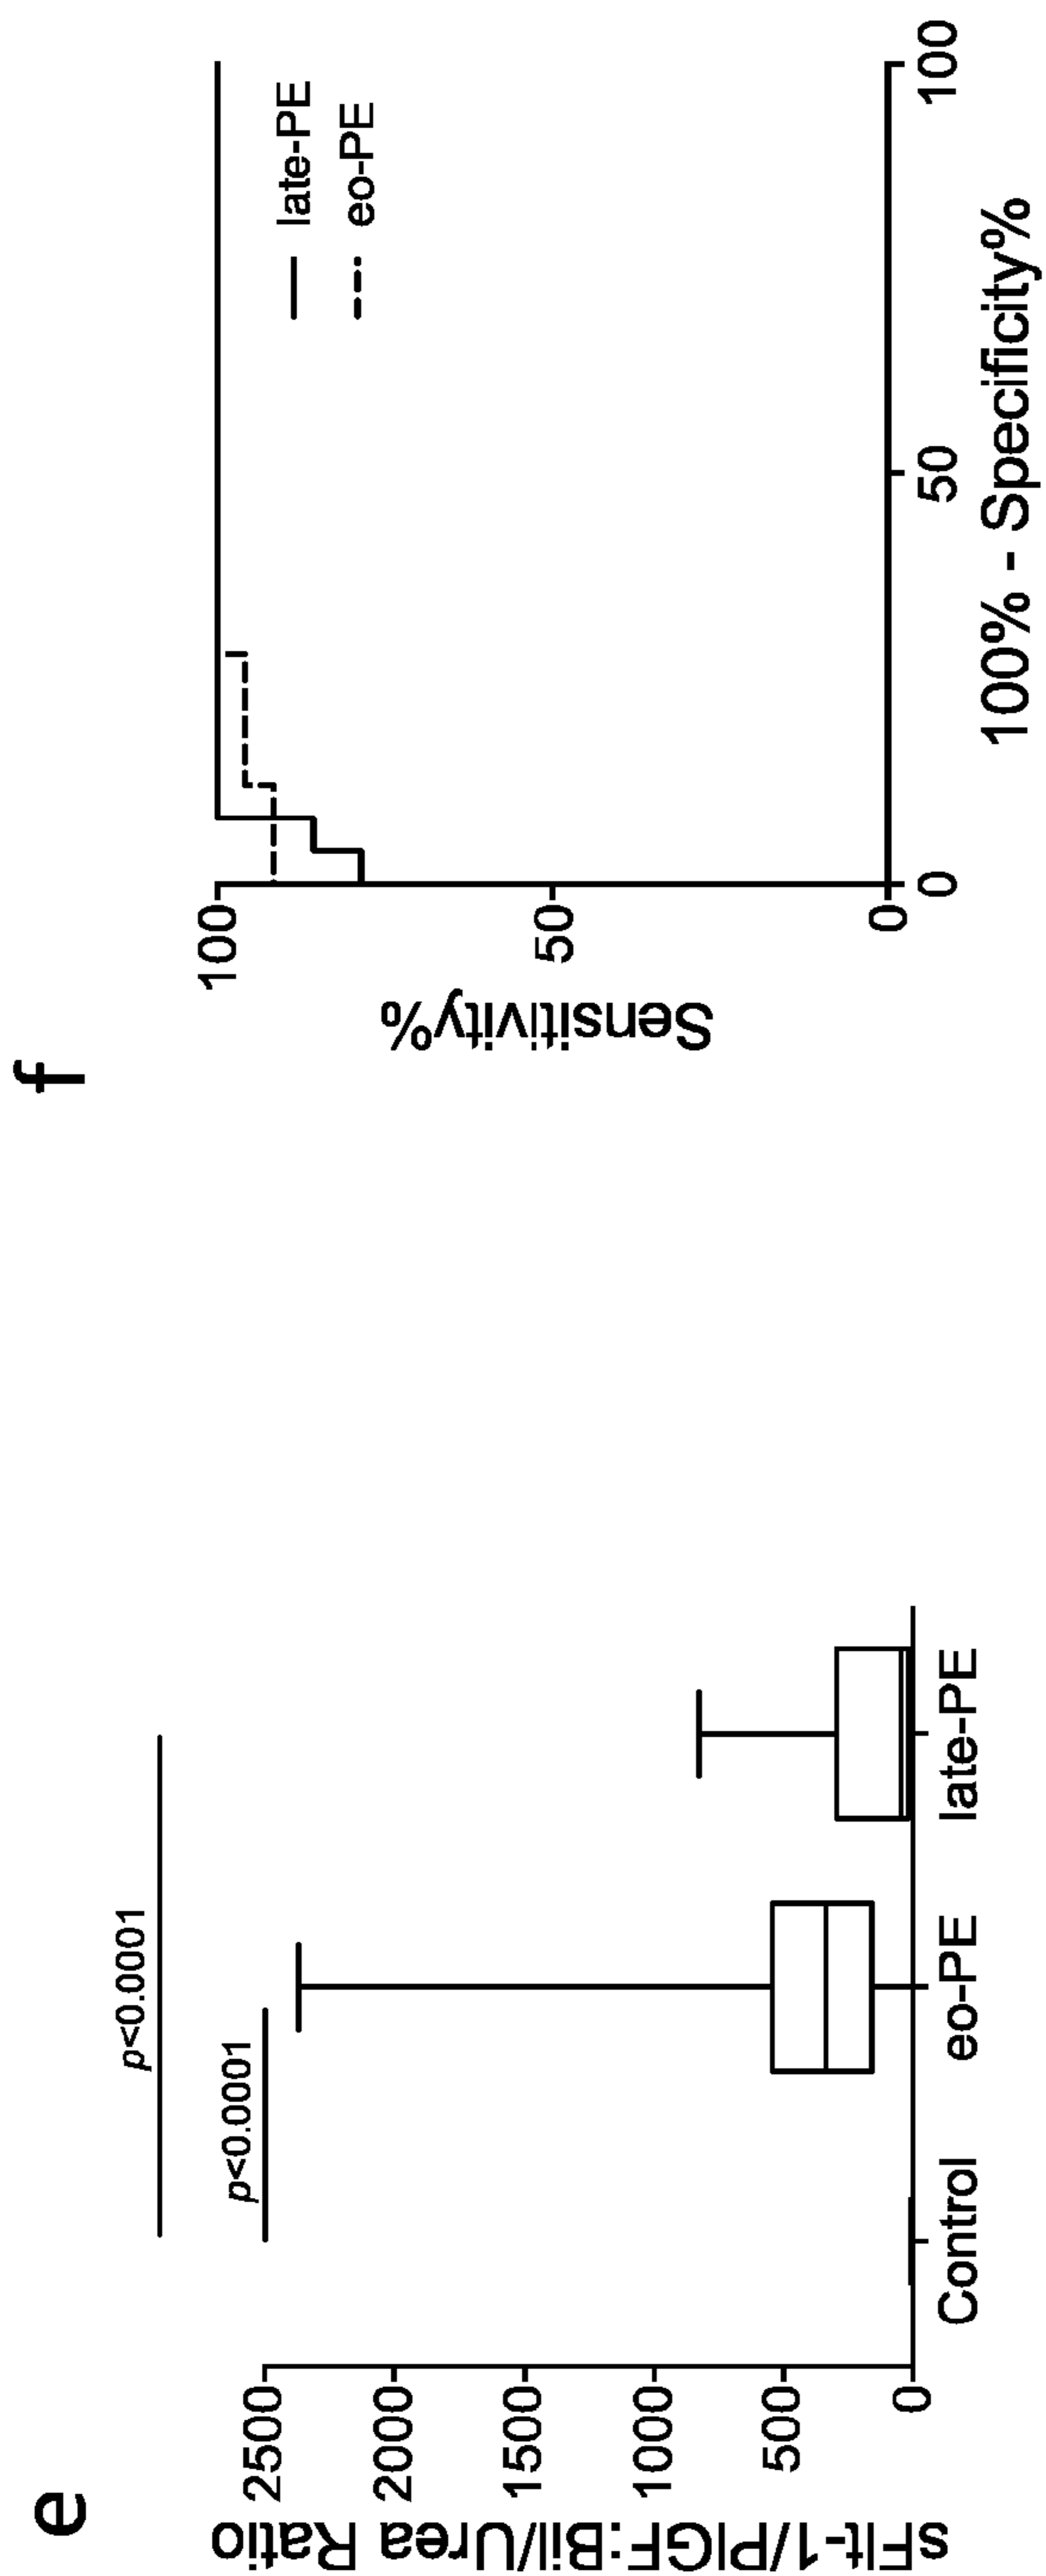 e
sFlt-1/PlGF:Bil/Urea Ratio
2500
2000
1500
1000
500
0
p<0.0001
p<0.0001
Control
eo-PE
late-PE
f
Sensitivity%
100
50
0
late-PE
eo-PE
0
50
100
100% - Specificity%